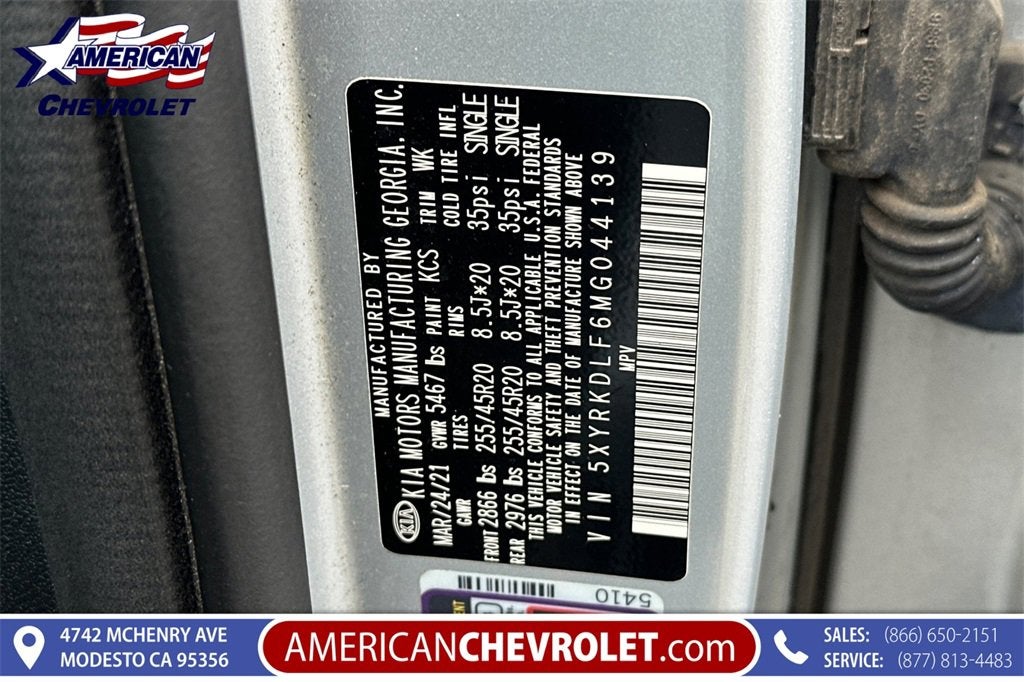 AMERICAN
CHEVROLET
MANUFACTURED BY
KIA KIA MOTORS MANUFACTURING GEORGIA, INC.
MAR/24/21 GVWR 5467 lbs PAINT KCS TRIM WK
GAWR TIRES RIMS COLD TIRE INFL
FRONT 2866 lbs 255/45R20 8.5J×20 35psi SINGLE
REAR 2976 lbs 255/45R20 8.5J×20 35psi SINGLE
THIS VEHICLE CONFORMS TO ALL APPLICABLE U.S.A. FEDERAL
MOTOR VEHICLE SAFETY AND THEFT PREVENTION STANDARDS
IN EFFECT ON THE DATE OF MANUFACTURE SHOWN ABOVE
VIN 5XYRKDLF6MG044139
MPV
5410
4742 MCHENRY AVE
MODESTO CA 95356
AMERICANCHEVROLET.com
SALES: (866) 650-2151
SERVICE: (877) 813-4483